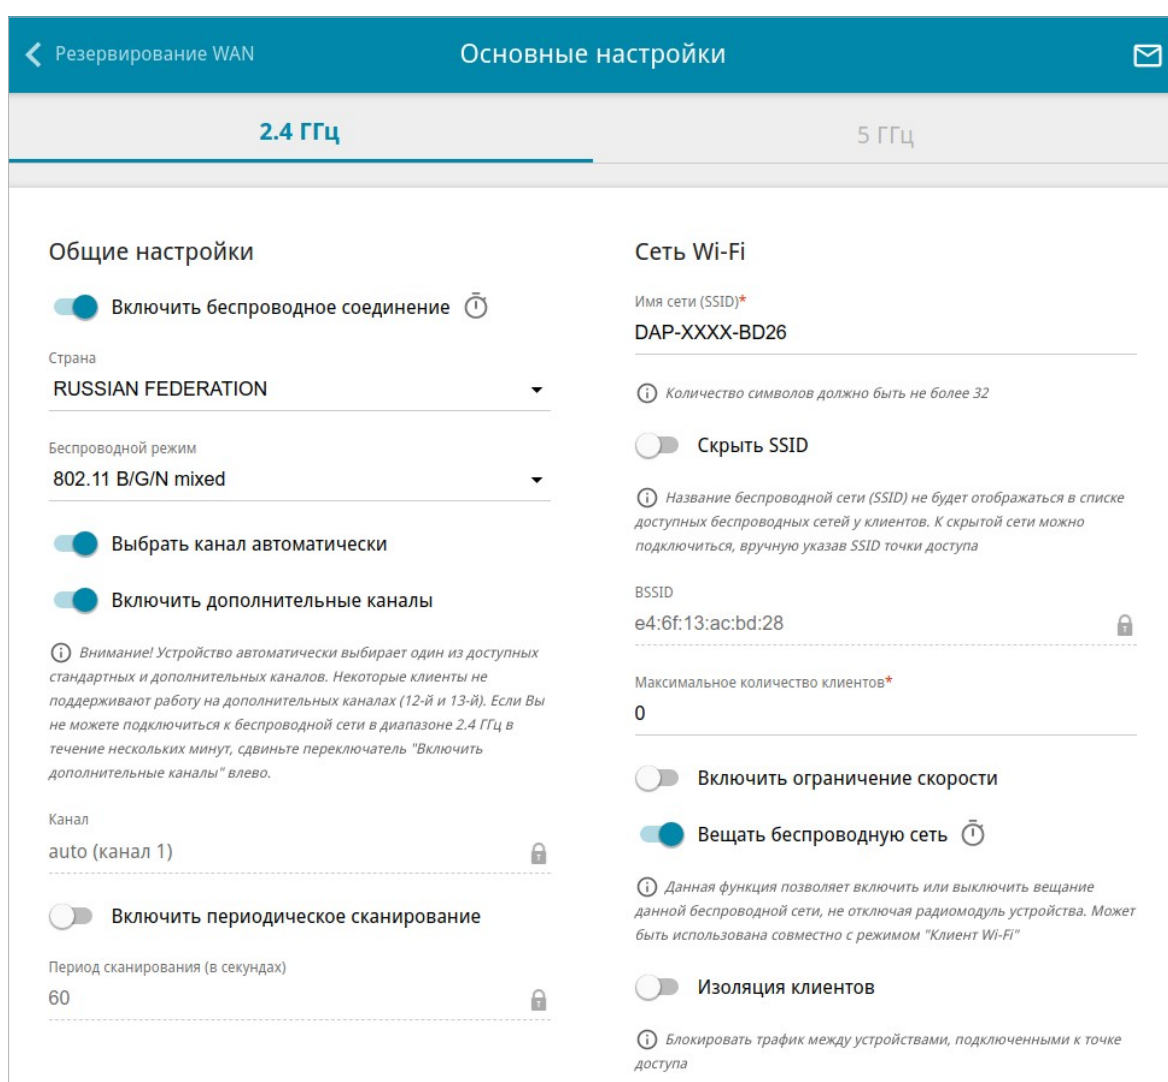 Резервирование WAN
Основные настройки
2.4 ГГц
5 ГГц
Общие настройки
Включить беспроводное соединение
Страна
RUSSIAN FEDERATION
Беспроводной режим
802.11 B/G/N mixed
Выбрать канал автоматически
Включить дополнительные каналы
Внимание! Устройство автоматически выбирает один из доступных
стандартных и дополнительных каналов. Некоторые клиенты не
поддерживают работу на дополнительных каналах (12-й и 13-й). Если Вы
не можете подключиться к беспроводной сети в диапазоне 2.4 ГГц в
течение нескольких минут, сдвиньте переключатель "Включить
дополнительные каналы" влево.
Канал
auto (канал 1)
Включить периодическое сканирование
Период сканирования (в секундах)
60
Сеть Wi-Fi
Имя сети (SSID)*
DAP-XXXX-BD26
Количество символов должно быть не более 32
Скрыть SSID
Название беспроводной сети (SSID) не будет отображаться в списке
доступных беспроводных сетей у клиентов. К скрытой сети можно
подключиться, вручную указав SSID точки доступа
BSSID
e4:6f:13:ac:bd:28
Максимальное количество клиентов*
0
Включить ограничение скорости
Вещать беспроводную сеть
Данная функция позволяет включить или выключить вещание
данной беспроводной сети, не отключая радиомодуль устройства. Может
быть использована совместно с режимом "Клиент Wi-Fi"
Изоляция клиентов
Блокировать трафик между устройствами, подключенными к точке
доступа